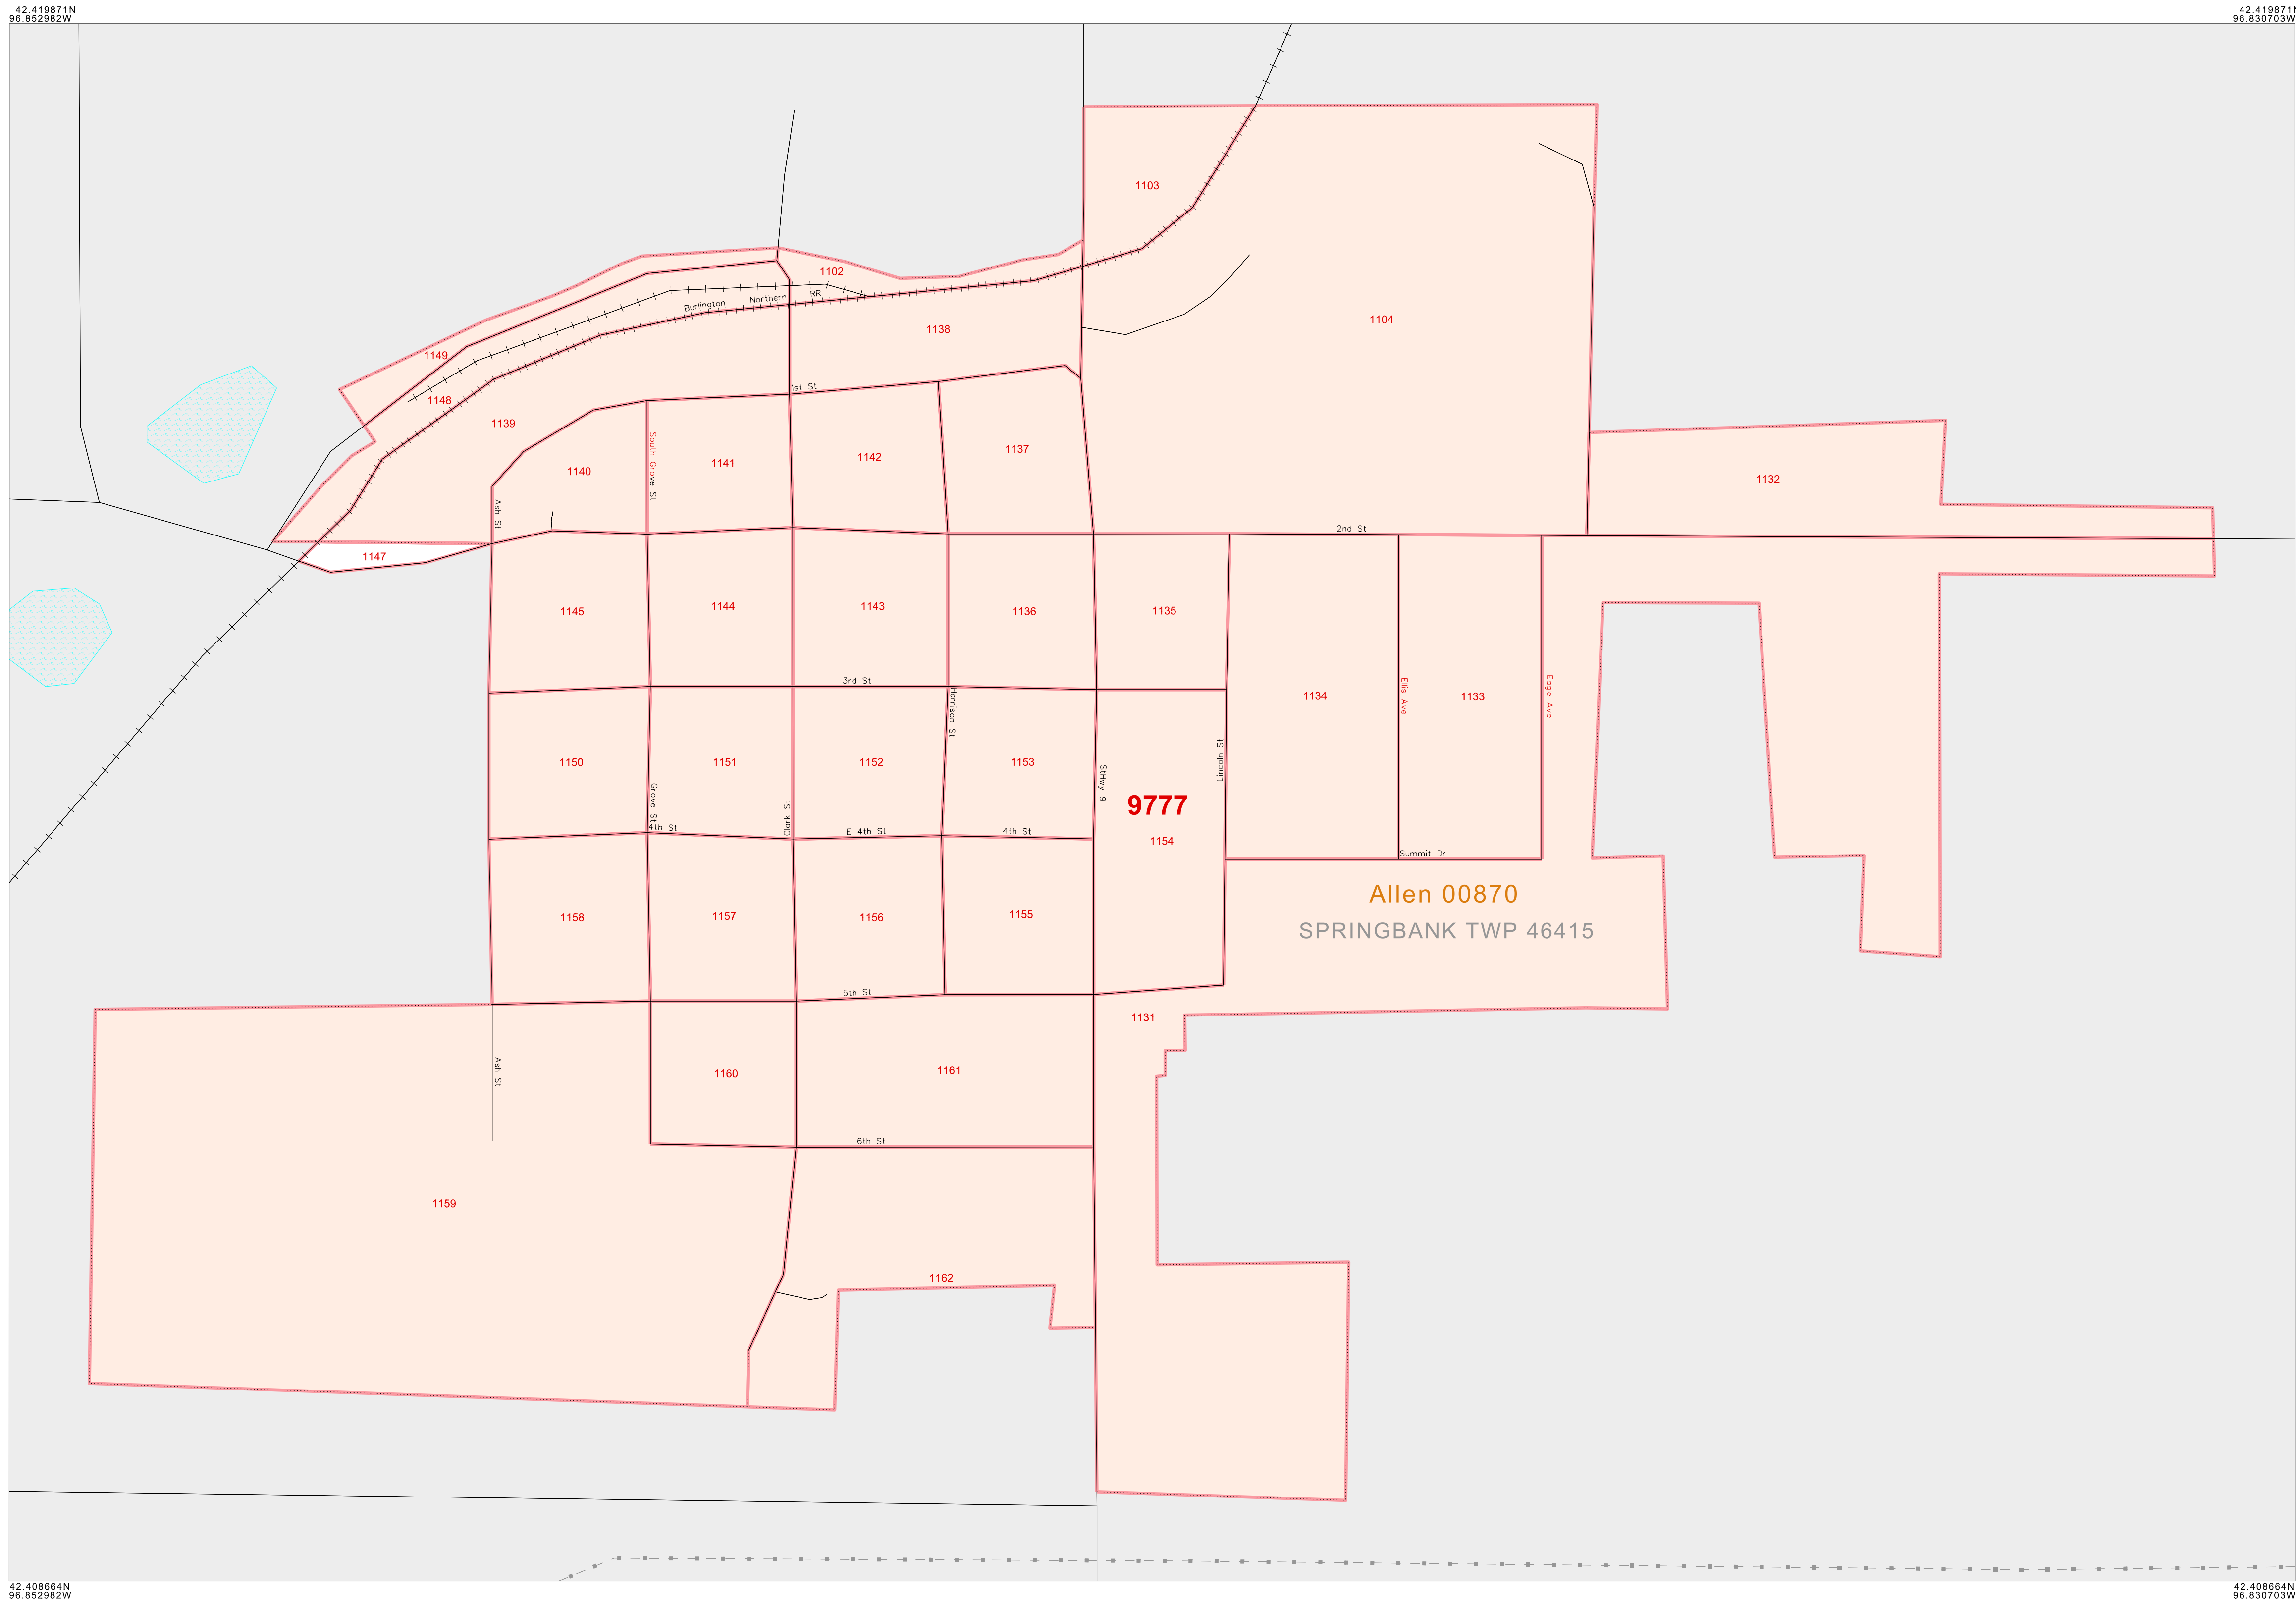 42.419871N
96.852982W
42.419871N
96.830703W
1103
1102
Burlington Northern RR
1138
1104
1149
1148
1139
1st St
1140
South Grove St
1141
1142
1137
1132
Ash St
2nd St
1147
1145
1144
1143
1136
1135
3rd St
Harrison St
1134
Ellis Ave
1133
Eagle Ave
1150
1151
1152
1153
StHwy 9
Lincoln St
9777
Grove St
Clark St
4th St
E 4th St
4th St
1154
Summit Dr
Allen 00870
SPRINGBANK TWP 46415
1158
1157
1156
1155
5th St
1131
Ash St
1160
1161
6th St
1159
1162
42.408664N
96.852982W
42.408664N
96.830703W